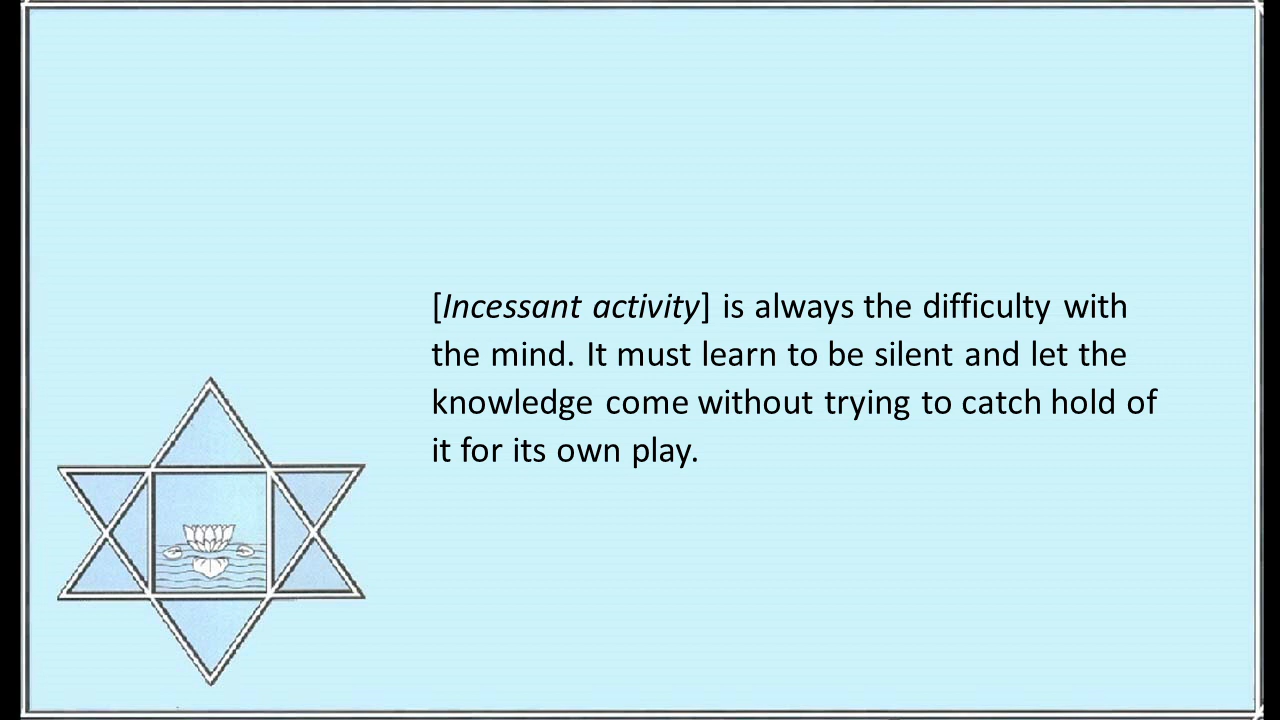 [Incessant activity] is always the difficulty with
the mind. It must learn to be silent and let the
knowledge come without trying to catch hold of
it for its own play.